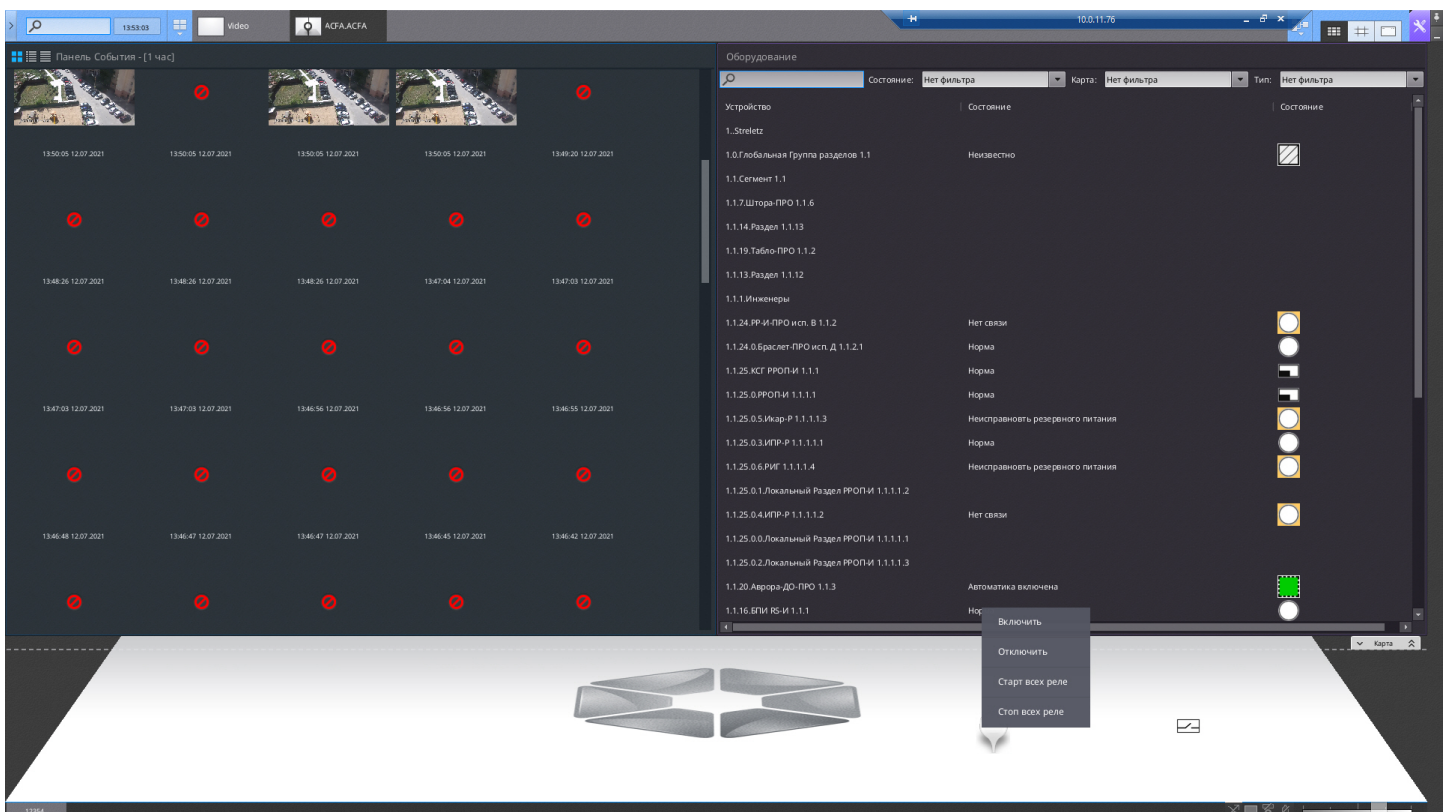 13:53:03
Video
ACFA.ACFA
10.0.11.76
Панель События - [1 час]
13:50:05 12.07.2021 13:50:05 12.07.2021 13:50:05 12.07.2021 13:50:05 12.07.2021 13:49:20 12.07.2021
13:48:26 12.07.2021 13:48:26 12.07.2021 13:48:26 12.07.2021 13:47:04 12.07.2021 13:47:03 12.07.2021
13:47:03 12.07.2021 13:47:03 12.07.2021 13:46:56 12.07.2021 13:46:56 12.07.2021 13:46:55 12.07.2021
13:46:48 12.07.2021 13:46:47 12.07.2021 13:46:47 12.07.2021 13:46:45 12.07.2021 13:46:42 12.07.2021
Оборудование
Состояние: Нет фильтра Карта: Нет фильтра Тип: Нет фильтра
Устройство Состояние Состояние
1..Streletz
1.0.Глобальная Группа разделов 1.1 Неизвестно
1.1.Сегмент 1.1
1.1.7.Штора-ПРО 1.1.6
1.1.14.Раздел 1.1.13
1.1.19.Табло-ПРО 1.1.2
1.1.13.Раздел 1.1.12
1.1.1.Инженеры
1.1.24.РР-И-ПРО исп. В 1.1.2 Нет связи
1.1.24.0.Браслет-ПРО исп. Д 1.1.2.1 Норма
1.1.25.КСГ РРОП-И 1.1.1 Норма
1.1.25.0.РРОП-И 1.1.1.1 Норма
1.1.25.0.5.Икар-Р 1.1.1.1.3 Неисправновть резервного питания
1.1.25.0.3.ИПР-Р 1.1.1.1.1 Норма
1.1.25.0.6.РИГ 1.1.1.1.4 Неисправновть резервного питания
1.1.25.0.1.Локальный Раздел РРОП-И 1.1.1.1.2
1.1.25.0.4.ИПР-Р 1.1.1.1.2 Нет связи
1.1.25.0.0.Локальный Раздел РРОП-И 1.1.1.1.1
1.1.25.0.2.Локальный Раздел РРОП-И 1.1.1.1.3
1.1.20.Аврора-ДО-ПРО 1.1.3 Автоматика включена
1.1.16.БПИ RS-И 1.1.1
Включить
Отключить
Старт всех реле
Стоп всех реле
Карта